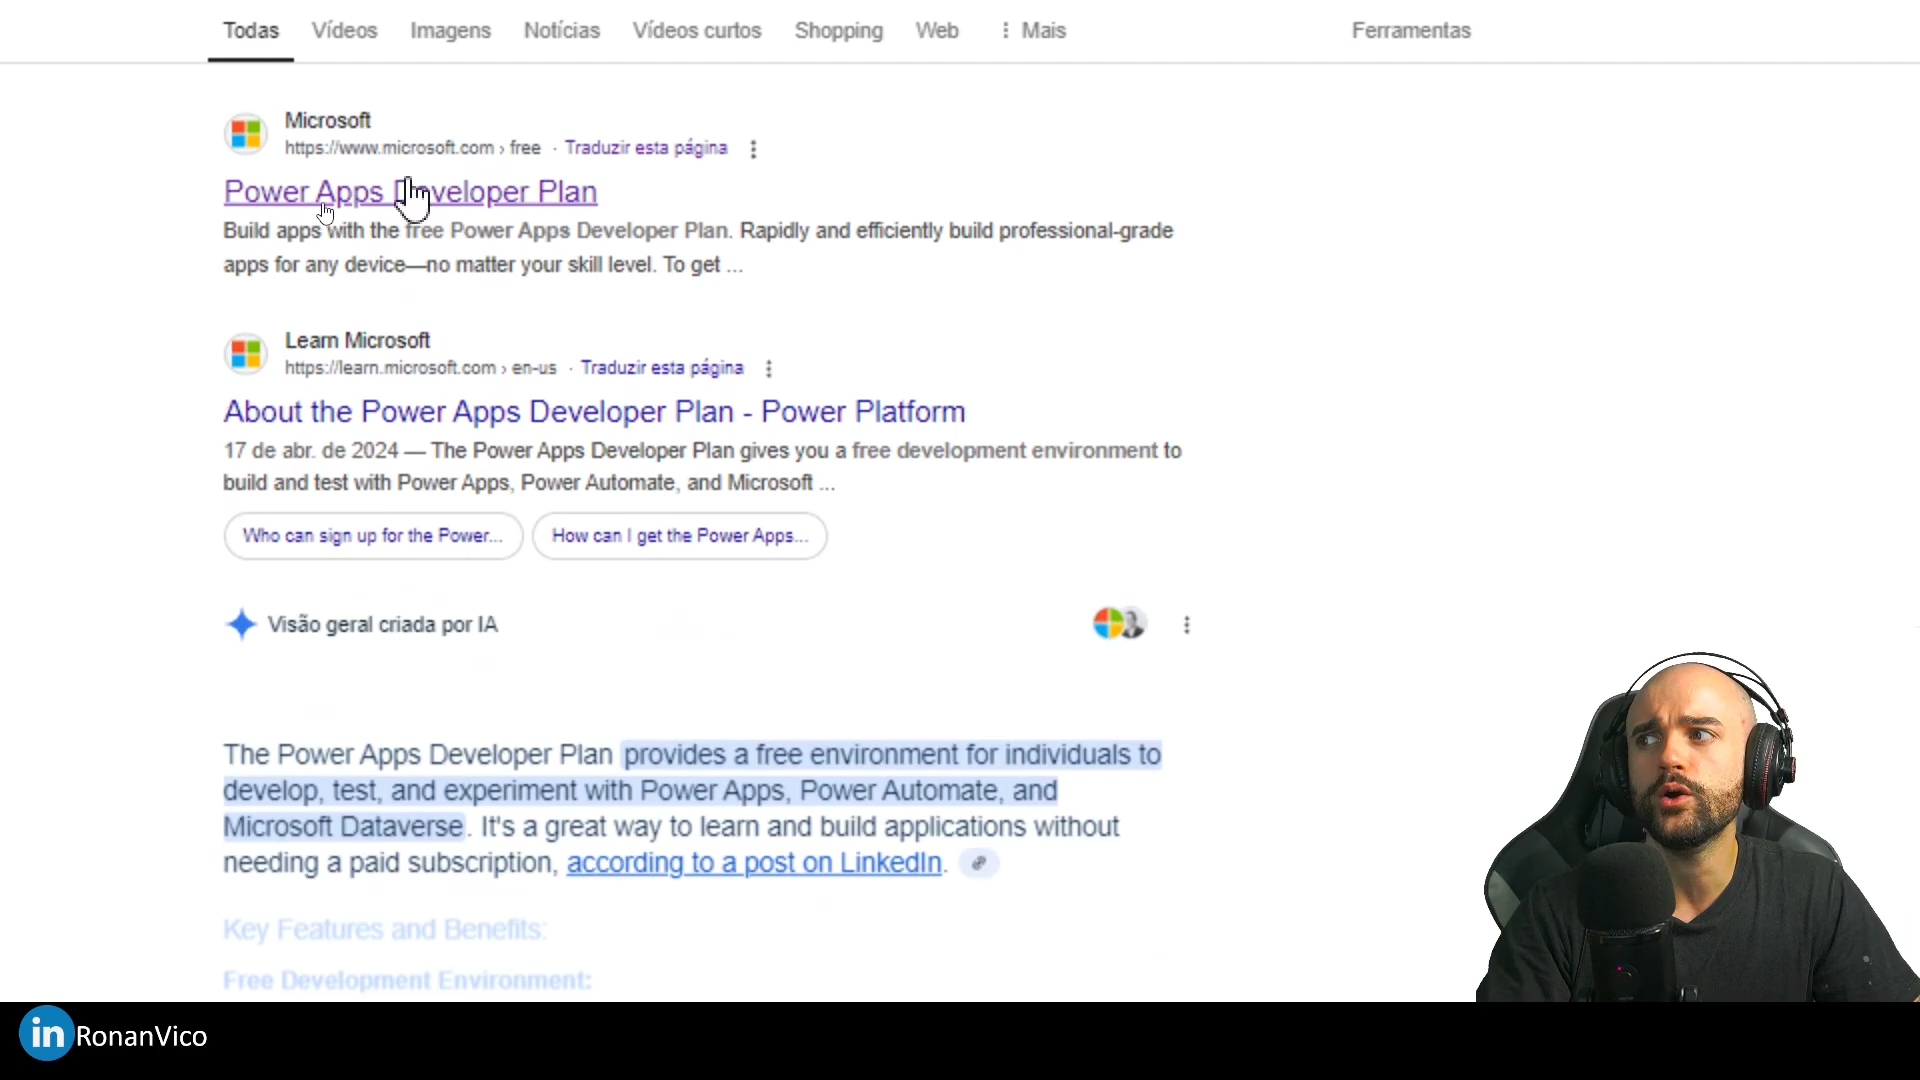 Todas Vídeos Imagens Notícias Vídeos curtos Shopping Web Mais Ferramentas
Microsoft
https://www.microsoft.com › free · Traduzir esta página
Power Apps Developer Plan
Build apps with the free Power Apps Developer Plan. Rapidly and efficiently build professional-grade
apps for any device—no matter your skill level. To get ...
Learn Microsoft
https://learn.microsoft.com › en-us · Traduzir esta página
About the Power Apps Developer Plan - Power Platform
17 de abr. de 2024 — The Power Apps Developer Plan gives you a free development environment to
build and test with Power Apps, Power Automate, and Microsoft ...
Who can sign up for the Power... How can I get the Power Apps...
Visão geral criada por IA
The Power Apps Developer Plan provides a free environment for individuals to
develop, test, and experiment with Power Apps, Power Automate, and
Microsoft Dataverse. It's a great way to learn and build applications without
needing a paid subscription, according to a post on LinkedIn.
Key Features and Benefits:
Free Development Environment:
in RonanVico